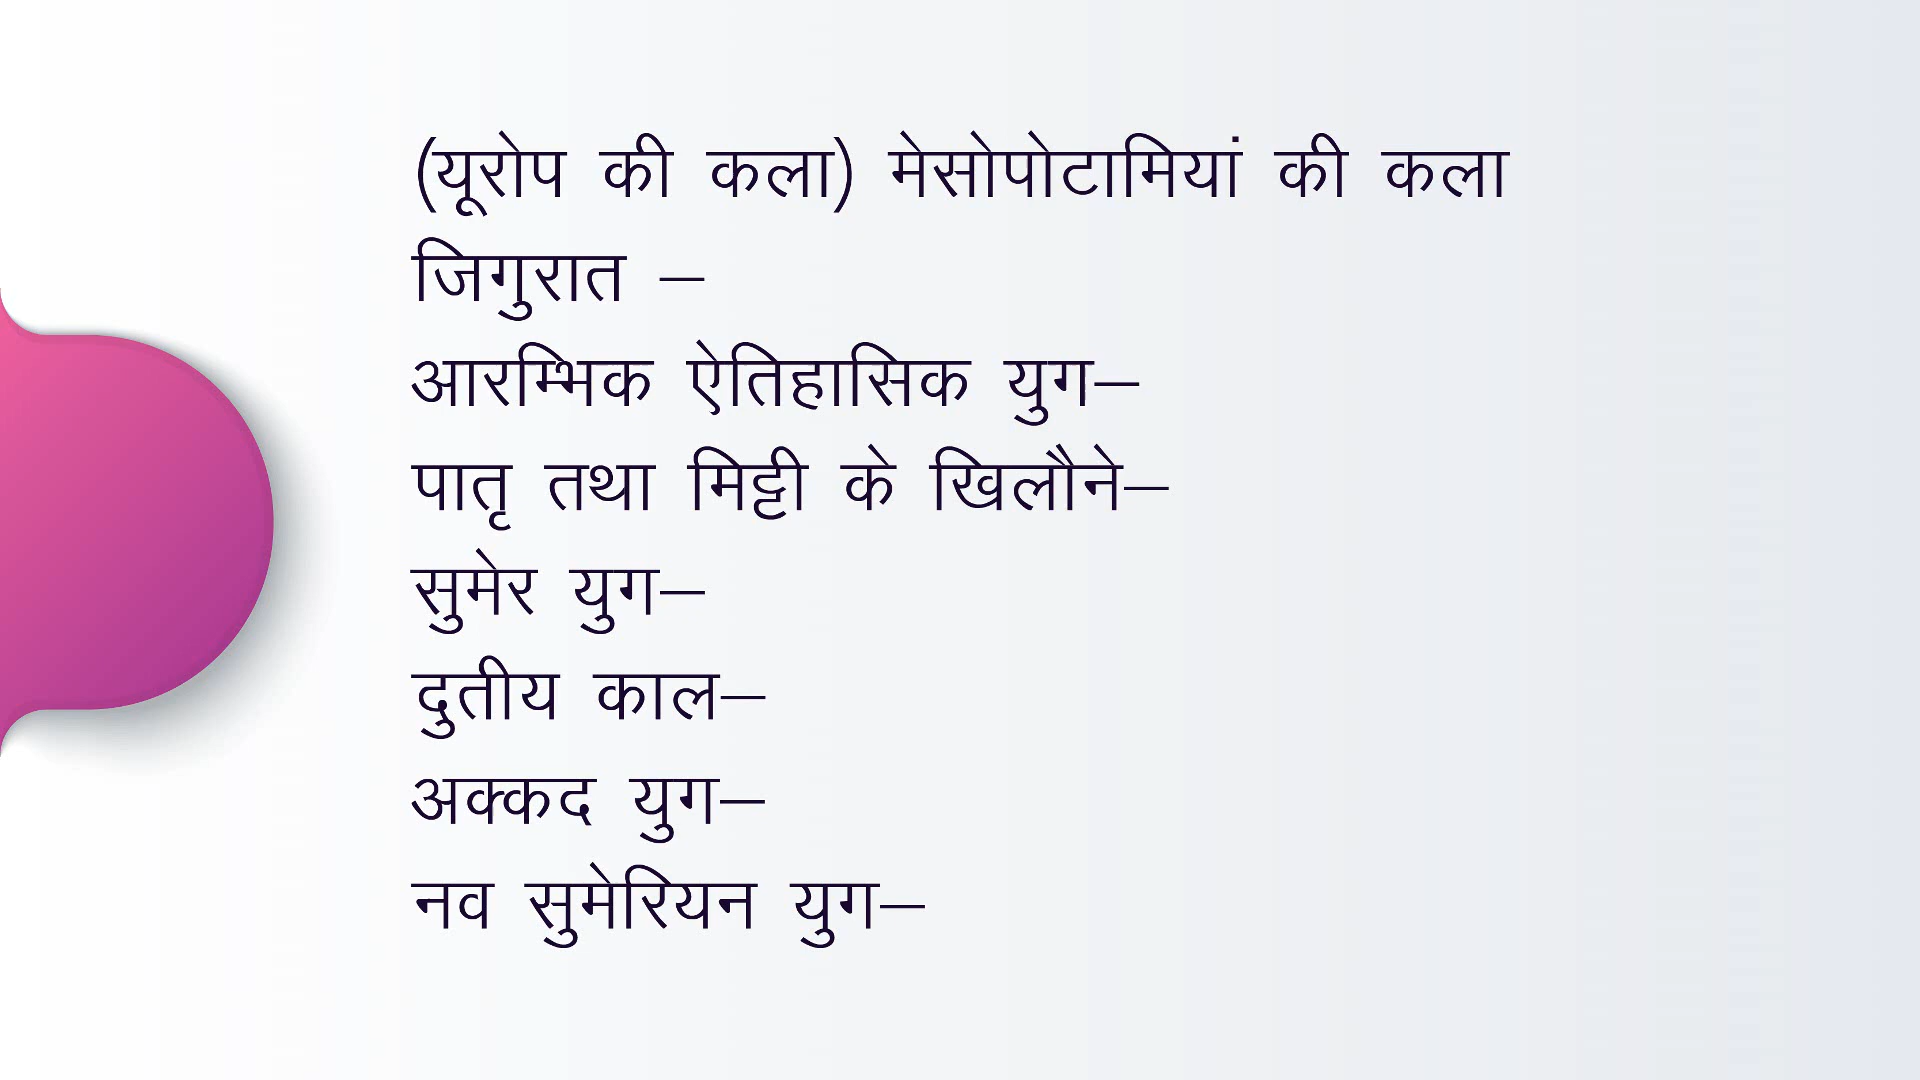 (यूरोप की कला) मेसोपोटामियां की कला
जिगुरात –
आरम्भिक ऐतिहासिक युग–
पातृ तथा मिट्टी के खिलौने–
सुमेर युग–
दुतीय काल–
अक्कद युग–
नव सुमेरियन युग–